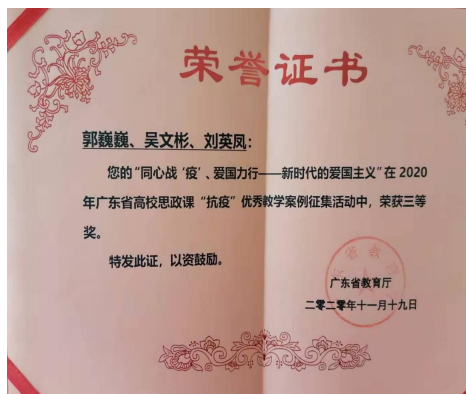 荣誉证书
郭巍巍、吴文彬、刘英凤：
您的“同心战‘疫’、爱国力行——新时代的爱国主义”在2020
年广东省高校思政课“抗疫”优秀教学案例征集活动中，荣获三等
奖。
特发此证，以资鼓励。
广东省教育厅
二零二零年十一月十九日